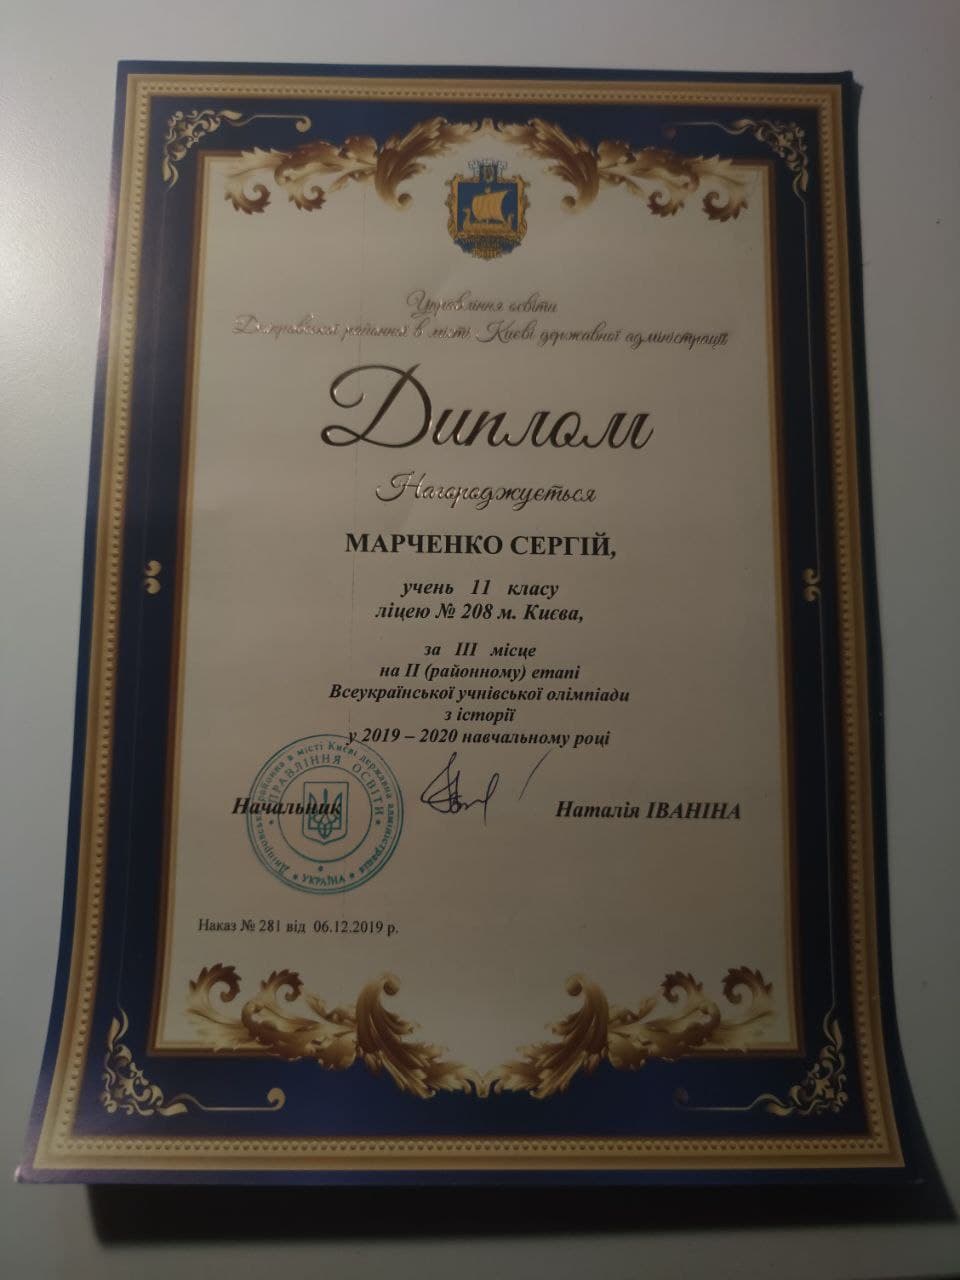 Управління освіти
Дніпровської районної в місті Києві державної адміністрації
Диплом
Нагороджується
МАРЧЕНКО СЕРГІЙ,
учень 11 класу
ліцею № 208 м. Києва,
за III місце
на II (районному) етапі
Всеукраїнської учнівської олімпіади
з історії
у 2019 – 2020 навчальному році
Начальник
Наталія ІВАНІНА
Дніпровська районна в місті Києві державна адміністрація
УПРАВЛІННЯ ОСВІТИ
УКРАЇНА
Наказ № 281 від 06.12.2019 р.